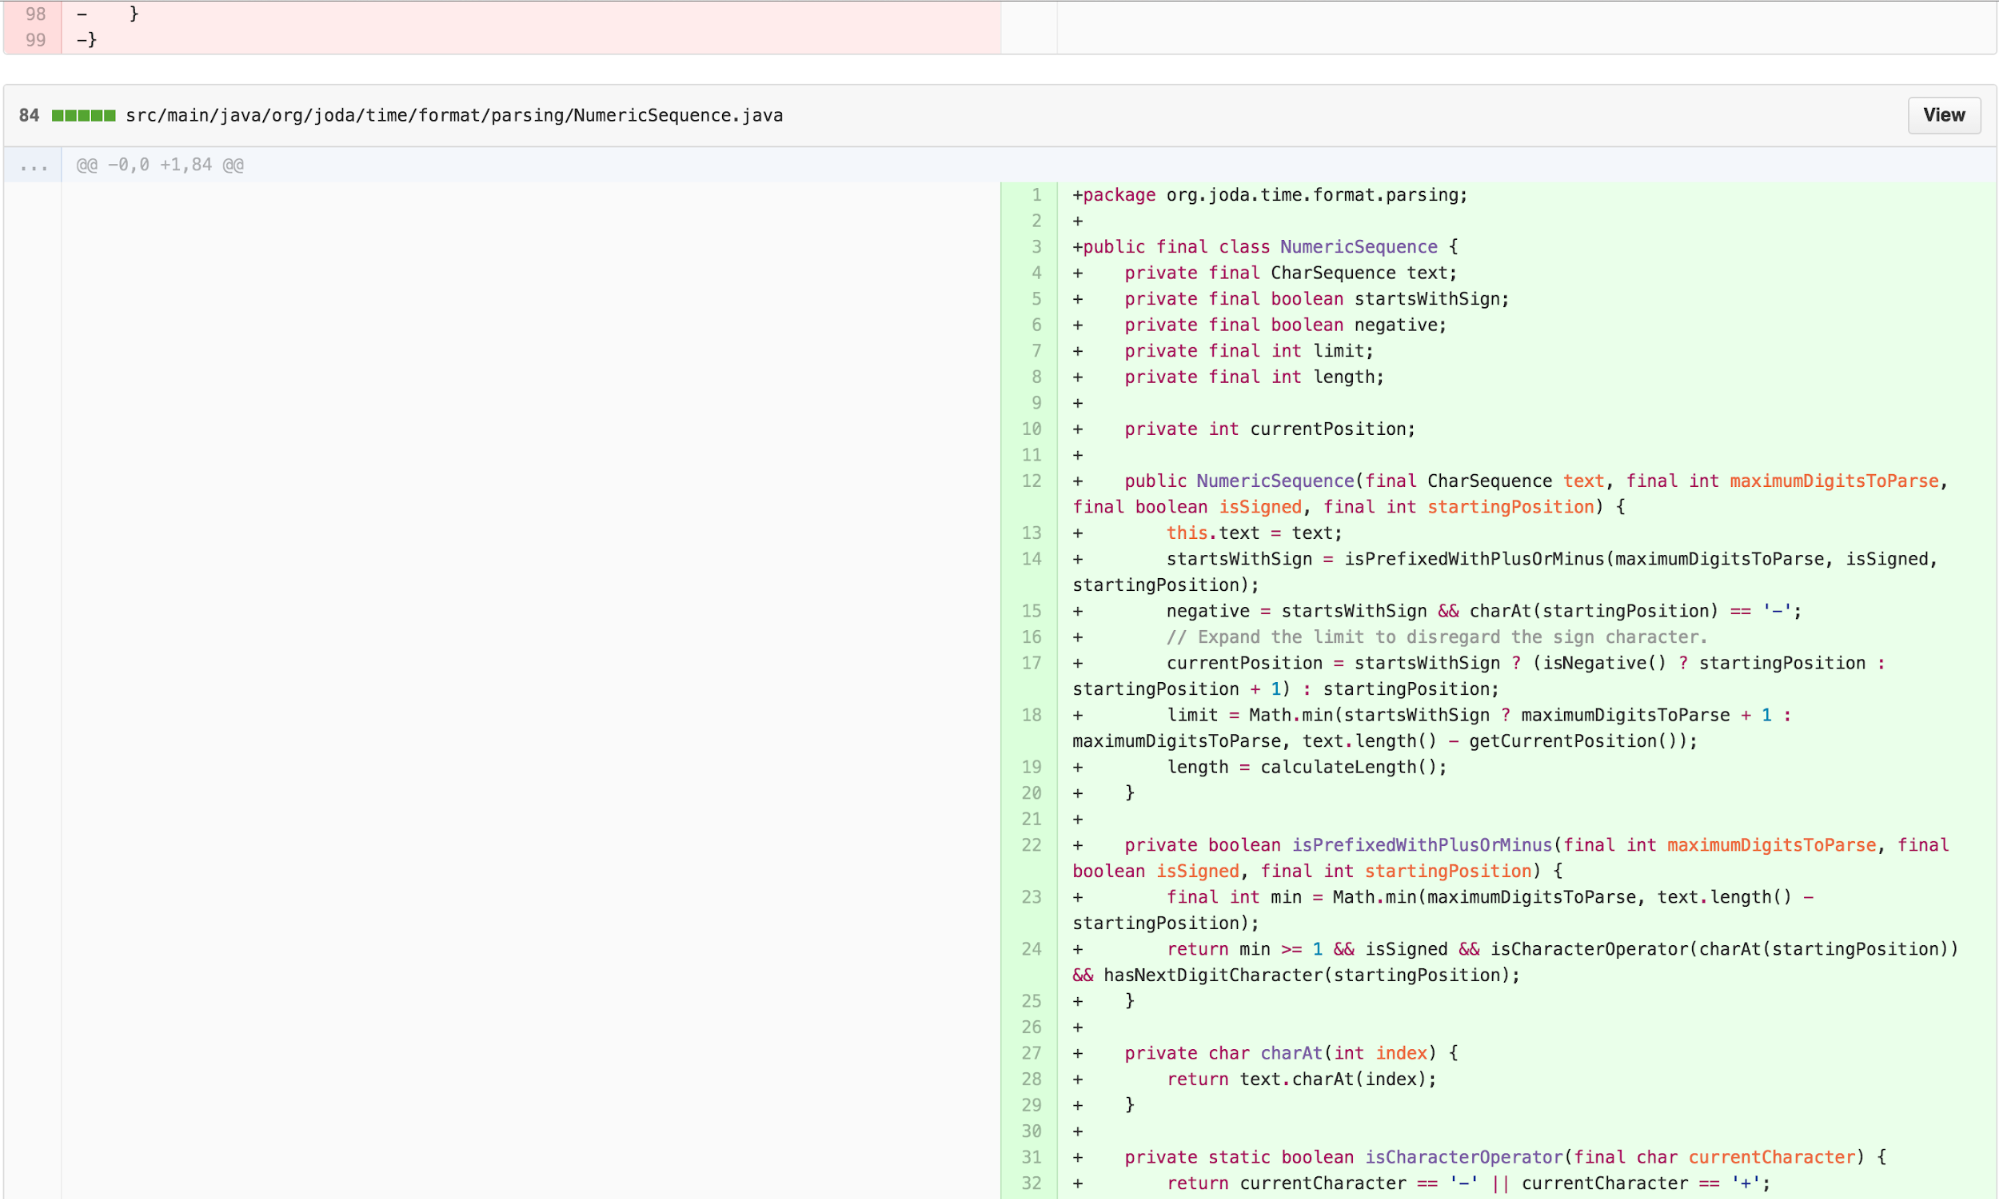 98 -    }
99 -}
84 src/main/java/org/joda/time/format/parsing/NumericSequence.java View
... @@ -0,0 +1,84 @@
1 +package org.joda.time.format.parsing;
2 +
3 +public final class NumericSequence {
4 +    private final CharSequence text;
5 +    private final boolean startsWithSign;
6 +    private final boolean negative;
7 +    private final int limit;
8 +    private final int length;
9 +
10 +    private int currentPosition;
11 +
12 +    public NumericSequence(final CharSequence text, final int maximumDigitsToParse,
final boolean isSigned, final int startingPosition) {
13 +        this.text = text;
14 +        startsWithSign = isPrefixedWithPlusOrMinus(maximumDigitsToParse, isSigned,
startingPosition);
15 +        negative = startsWithSign && charAt(startingPosition) == '-';
16 +        // Expand the limit to disregard the sign character.
17 +        currentPosition = startsWithSign ? (isNegative() ? startingPosition :
startingPosition + 1) : startingPosition;
18 +        limit = Math.min(startsWithSign ? maximumDigitsToParse + 1 :
maximumDigitsToParse, text.length() - getCurrentPosition());
19 +        length = calculateLength();
20 +    }
21 +
22 +    private boolean isPrefixedWithPlusOrMinus(final int maximumDigitsToParse, final
boolean isSigned, final int startingPosition) {
23 +        final int min = Math.min(maximumDigitsToParse, text.length() -
startingPosition);
24 +        return min >= 1 && isSigned && isCharacterOperator(charAt(startingPosition))
&& hasNextDigitCharacter(startingPosition);
25 +    }
26 +
27 +    private char charAt(int index) {
28 +        return text.charAt(index);
29 +    }
30 +
31 +    private static boolean isCharacterOperator(final char currentCharacter) {
32 +        return currentCharacter == '-' || currentCharacter == '+';